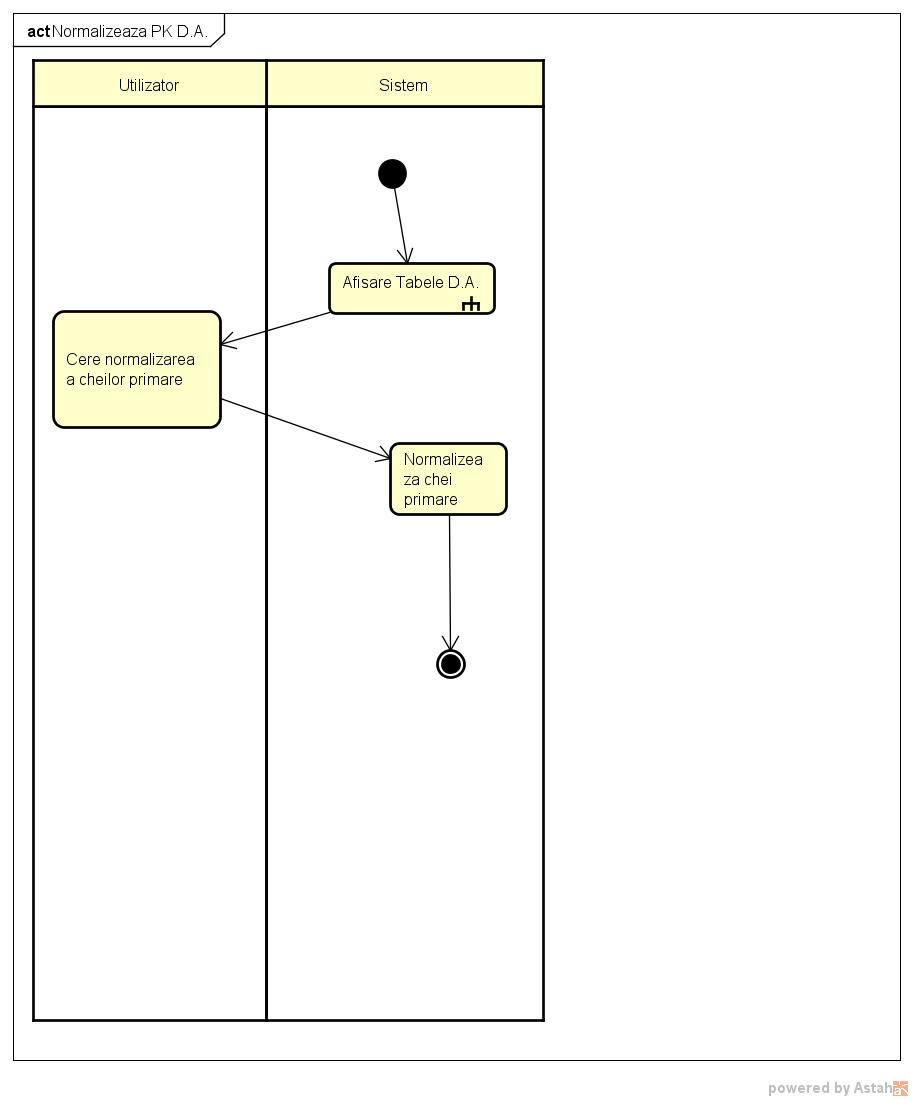 act Normalizeaza PK D.A.
Utilizator
Sistem
Afisare Tabele D.A.
Cere normalizarea
a cheilor primare
Normalizea
za chei
primare
powered by Astah